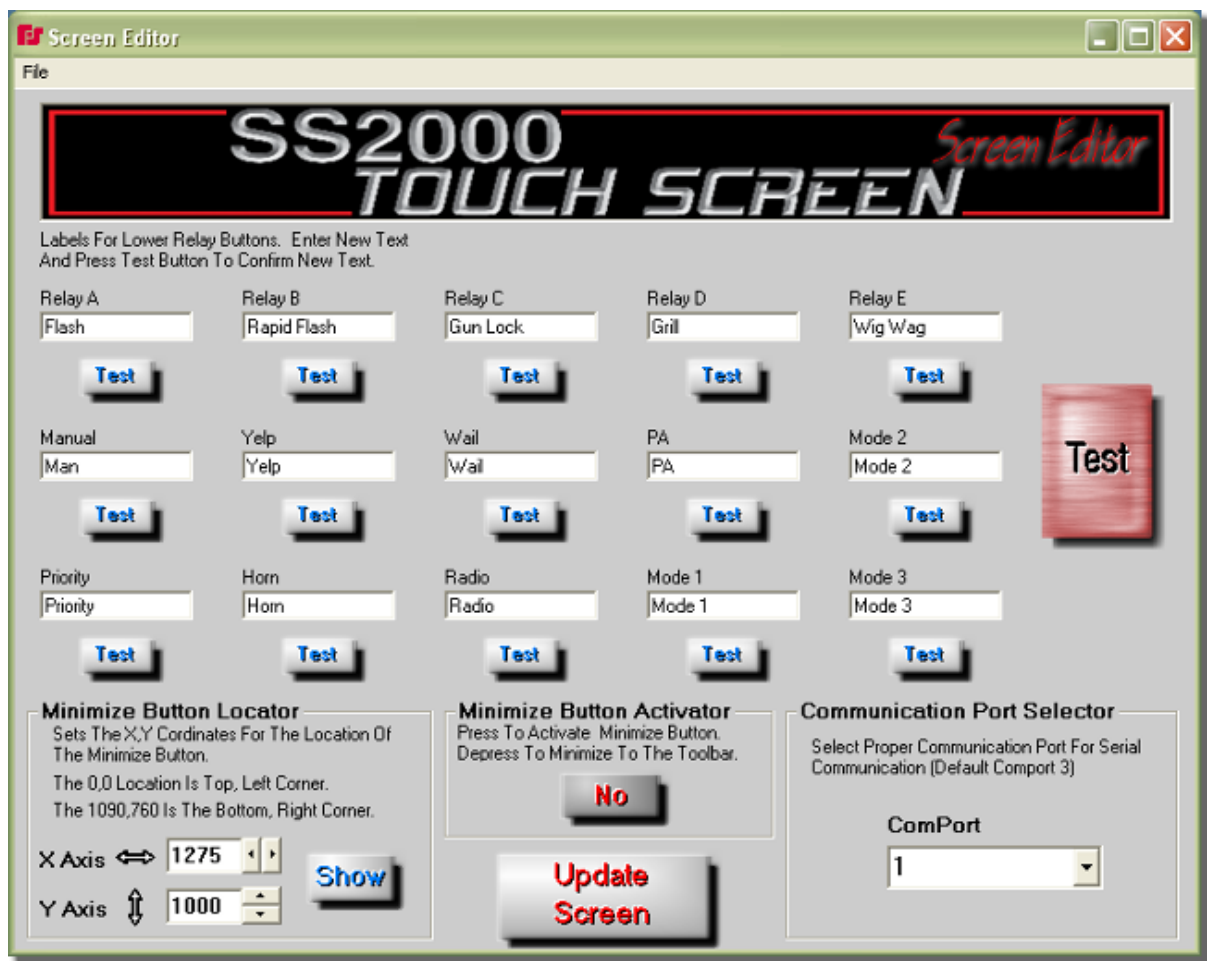 Screen Editor
File
SS2000
Screen Editor
TOUCH SCREEN
Labels For Lower Relay Buttons. Enter New Text
And Press Test Button To Confirm New Text.
Relay A Relay B Relay C Relay D Relay E
Flash Rapid Flash Gun Lock Grill Wig Wag
Test Test Test Test Test
Manual Yelp Wail PA Mode 2
Man Yelp Wail PA Mode 2
Test
Test Test Test Test Test
Priority Horn Radio Mode 1 Mode 3
Priority Horn Radio Mode 1 Mode 3
Test Test Test Test Test
Minimize Button Locator
Sets The X,Y Cordinates For The Location Of
The Minimize Button.
The 0,0 Location Is Top, Left Corner.
The 1090,760 Is The Bottom, Right Corner.
X Axis 1275
Y Axis 1000
Show
Minimize Button Activator
Press To Activate Minimize Button.
Depress To Minimize To The Toolbar.
No
Update
Screen
Communication Port Selector
Select Proper Communication Port For Serial
Communication (Default Comport 3)
ComPort
1